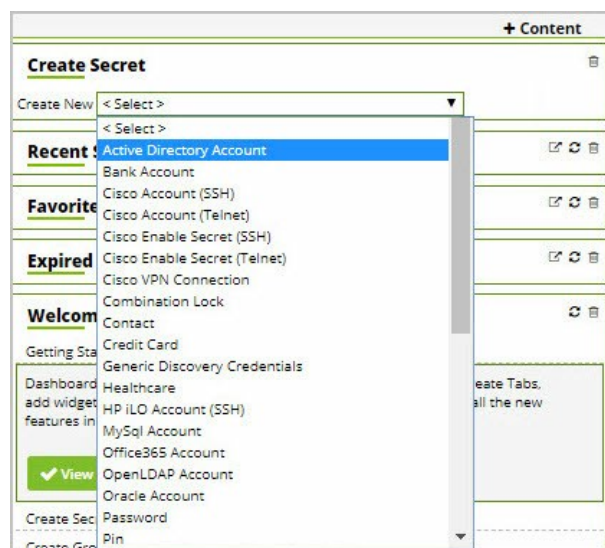 + Content
Create Secret
Create New < Select >
< Select >
Active Directory Account
Bank Account
Cisco Account (SSH)
Cisco Account (Telnet)
Cisco Enable Secret (SSH)
Cisco Enable Secret (Telnet)
Cisco VPN Connection
Combination Lock
Contact
Credit Card
Generic Discovery Credentials
Healthcare
HP iLO Account (SSH)
MySql Account
Office365 Account
OpenLDAP Account
Oracle Account
Password
Pin
Recent
Favorite
Expired
Welcom
Getting Sta
Dashboard eate Tabs,
add widget all the new
features in
View
Create Sec
Create Gro